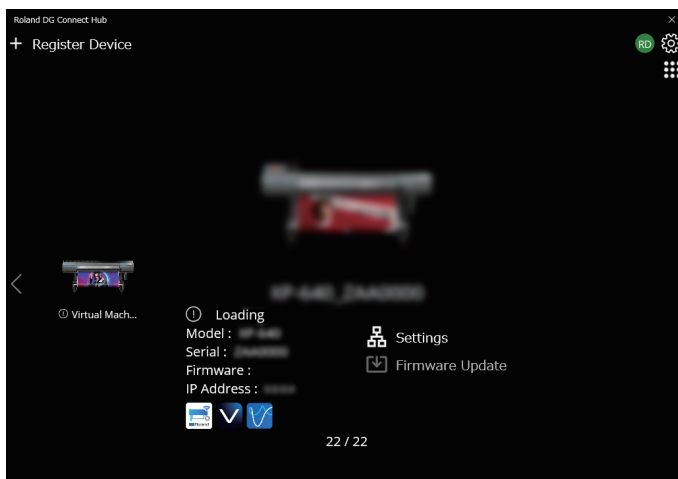 Roland DG Connect Hub
Register Device
RD
Virtual Mach...
Loading
Model :
Serial :
Firmware :
IP Address :
Settings
Firmware Update
22 / 22